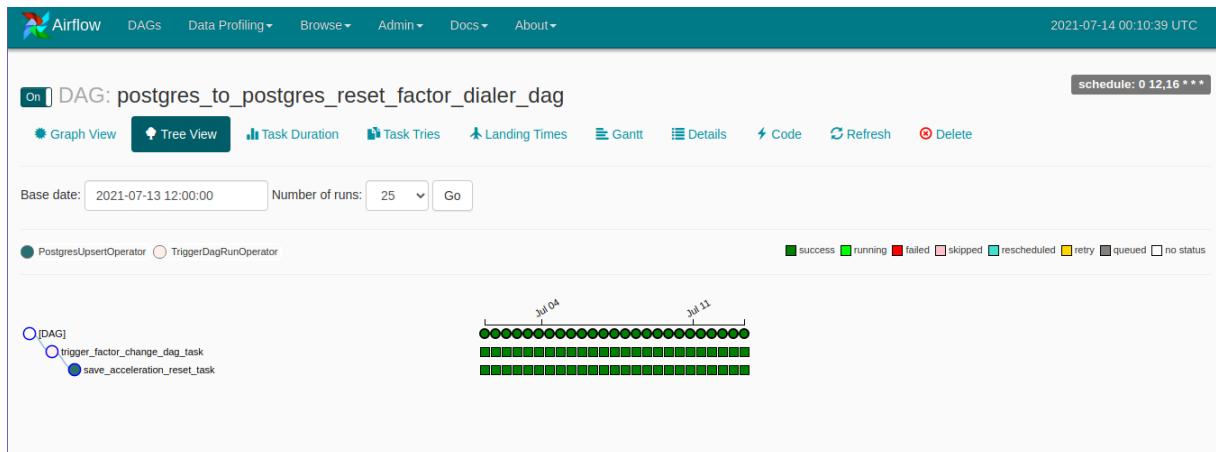 Airflow DAGs Data Profiling Browse Admin Docs About 2021-07-14 00:10:39 UTC
schedule: 0 12,16 * * *
On DAG: postgres_to_postgres_reset_factor_dialer_dag
Graph View Tree View Task Duration Task Tries Landing Times Gantt Details Code Refresh Delete
Base date: 2021-07-13 12:00:00 Number of runs: 25 Go
PostgresUpsertOperator TriggerDagRunOperator success running failed skipped rescheduled retry queued no status
Jul 04 Jul 11
[DAG]
trigger_factor_change_dag_task
save_acceleration_reset_task